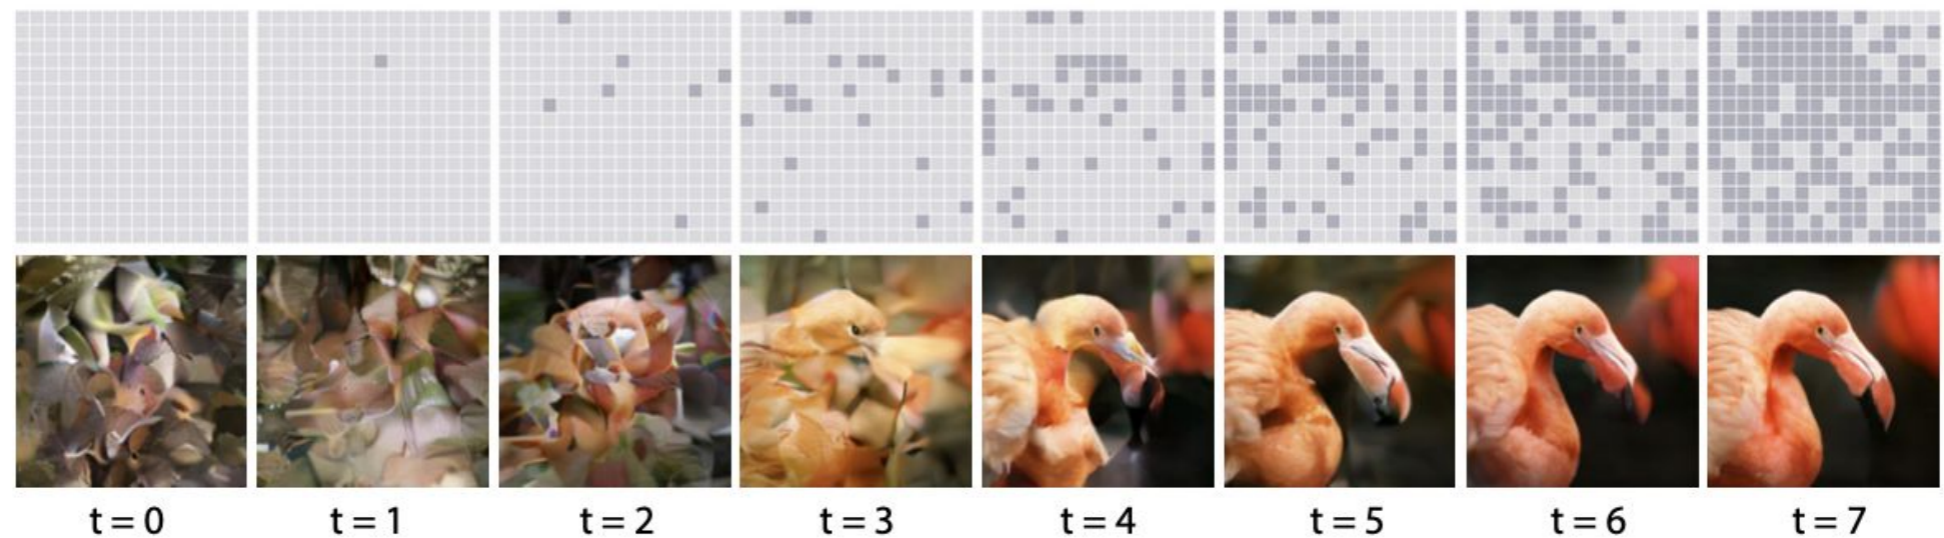 t = 0 t = 1 t = 2 t = 3 t = 4 t = 5 t = 6 t = 7